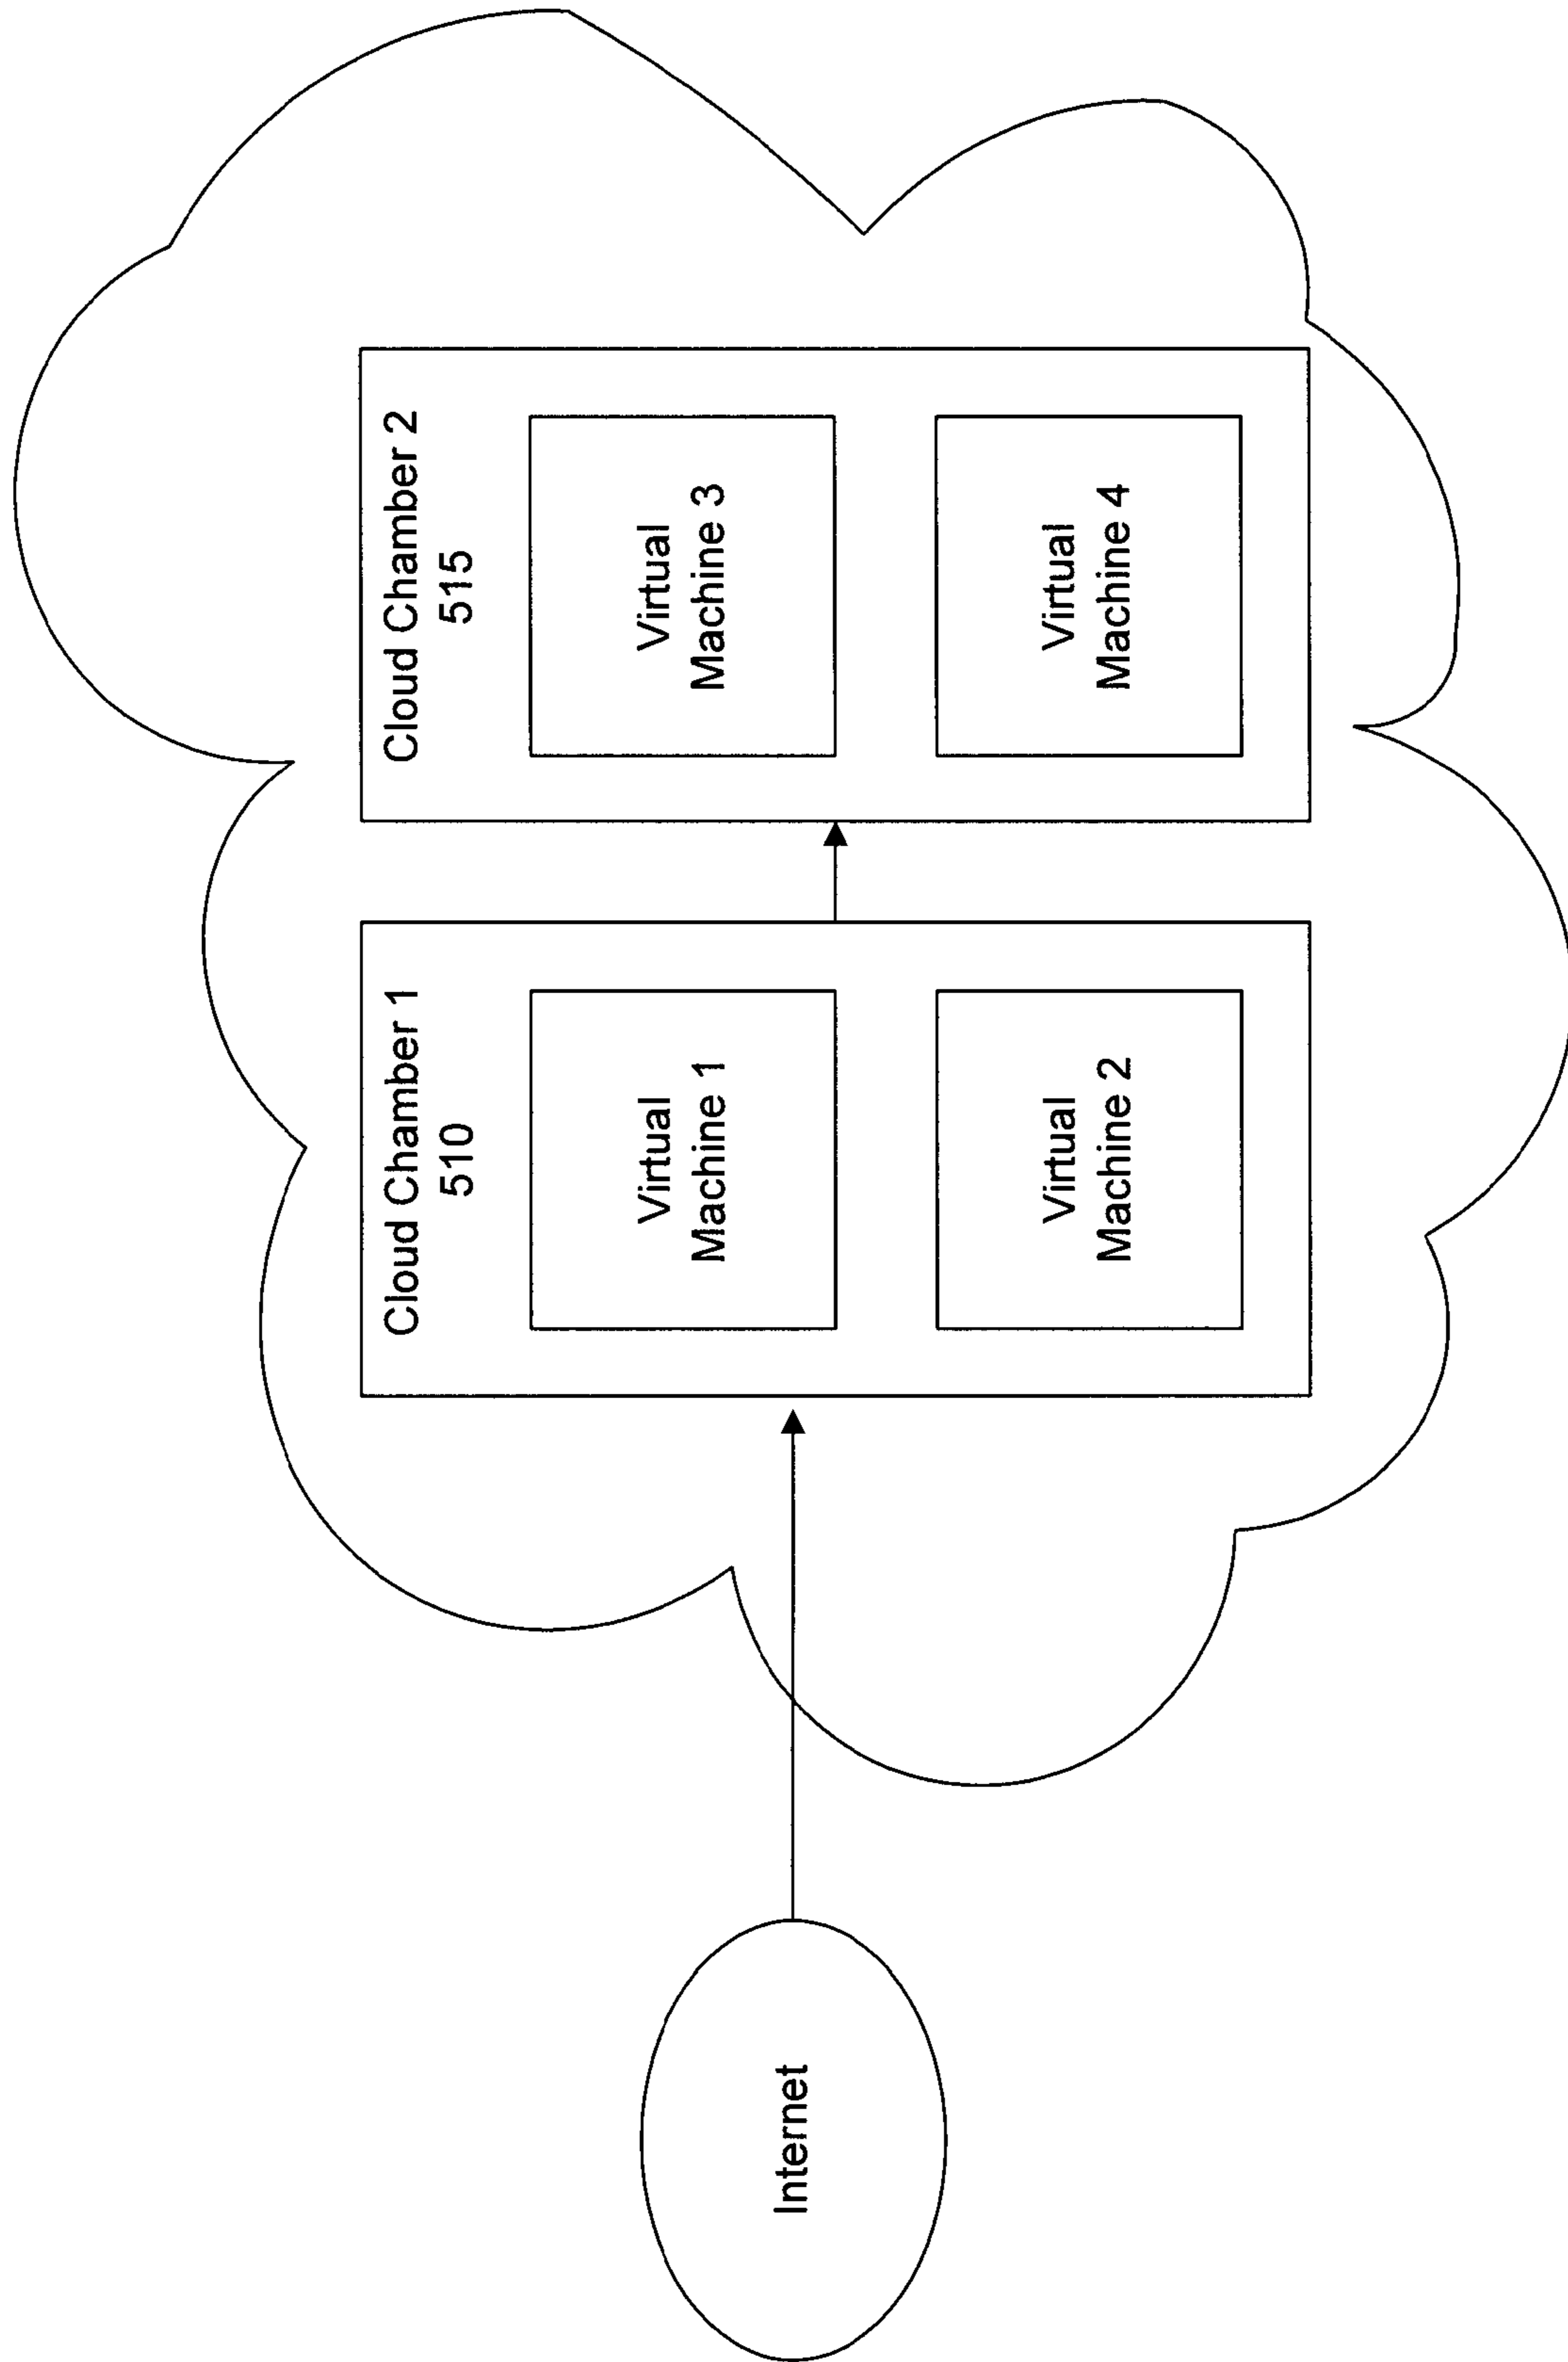 Internet
Cloud Chamber 1
510
Virtual
Machine 1
Virtual
Machine 2
Cloud Chamber 2
515
Virtual
Machine 3
Virtual
Machine 4